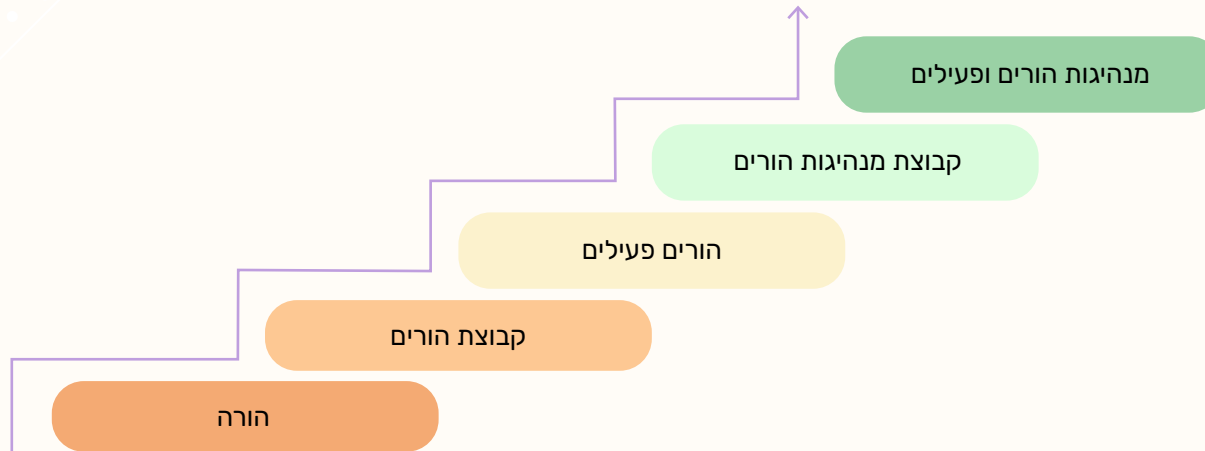 מנהיגות הורים ופעילים
קבוצת מנהיגות הורים
הורים פעילים
קבוצת הורים
הורה